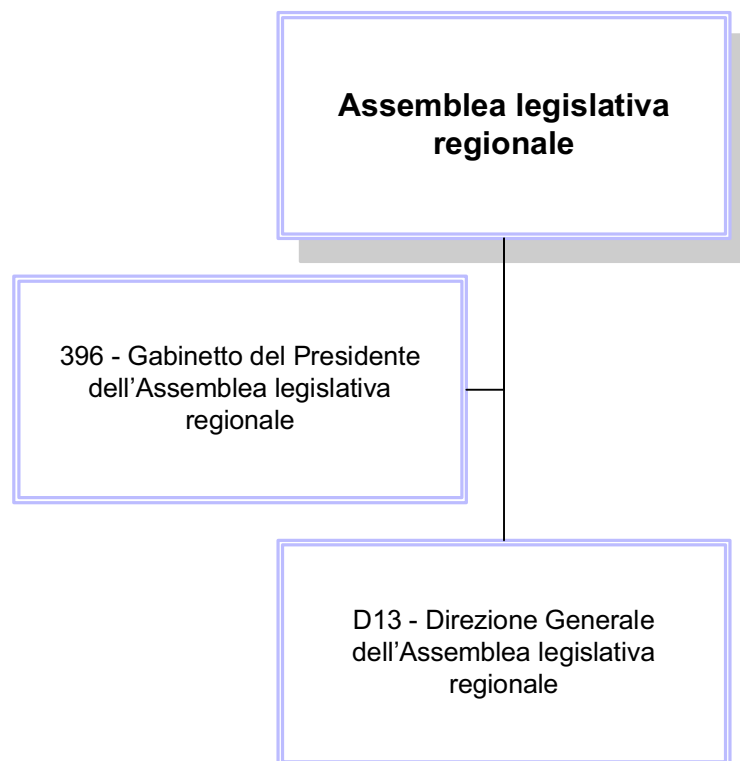 Assemblea legislativa
regionale
396 - Gabinetto del Presidente
dell’Assemblea legislativa
regionale
D13 - Direzione Generale
dell’Assemblea legislativa
regionale